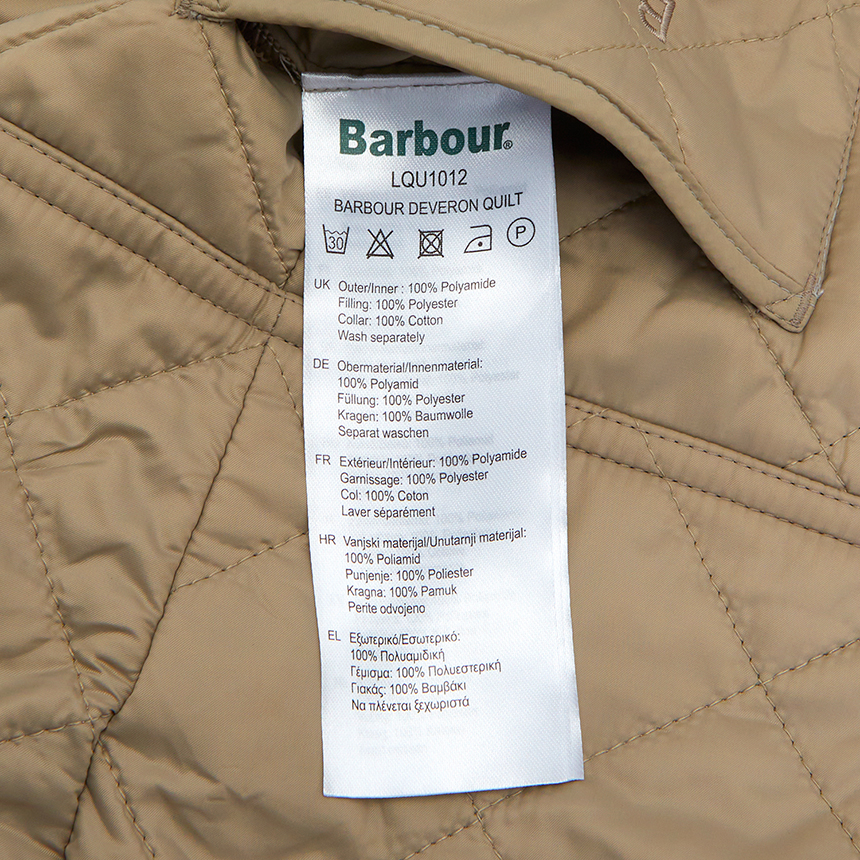 Barbour®
LQU1012
BARBOUR DEVERON QUILT
30 P
UK Outer/Inner : 100% Polyamide
Filling: 100% Polyester
Collar: 100% Cotton
Wash separately
DE Obermaterial/Innenmaterial:
100% Polyamid
Füllung: 100% Polyester
Kragen: 100% Baumwolle
Separat waschen
FR Extérieur/Intérieur: 100% Polyamide
Garnissage: 100% Polyester
Col: 100% Coton
Laver séparément
HR Vanjski materijal/Unutarnji materijal:
100% Poliamid
Punjenje: 100% Poliester
Kragna: 100% Pamuk
Perite odvojeno
EL Εξωτερικό/Εσωτερικό:
100% Πολυαμιδική
Γέμισμα: 100% Πολυεστερική
Γιακάς: 100% Βαμβάκι
Να πλένεται ξεχωριστά